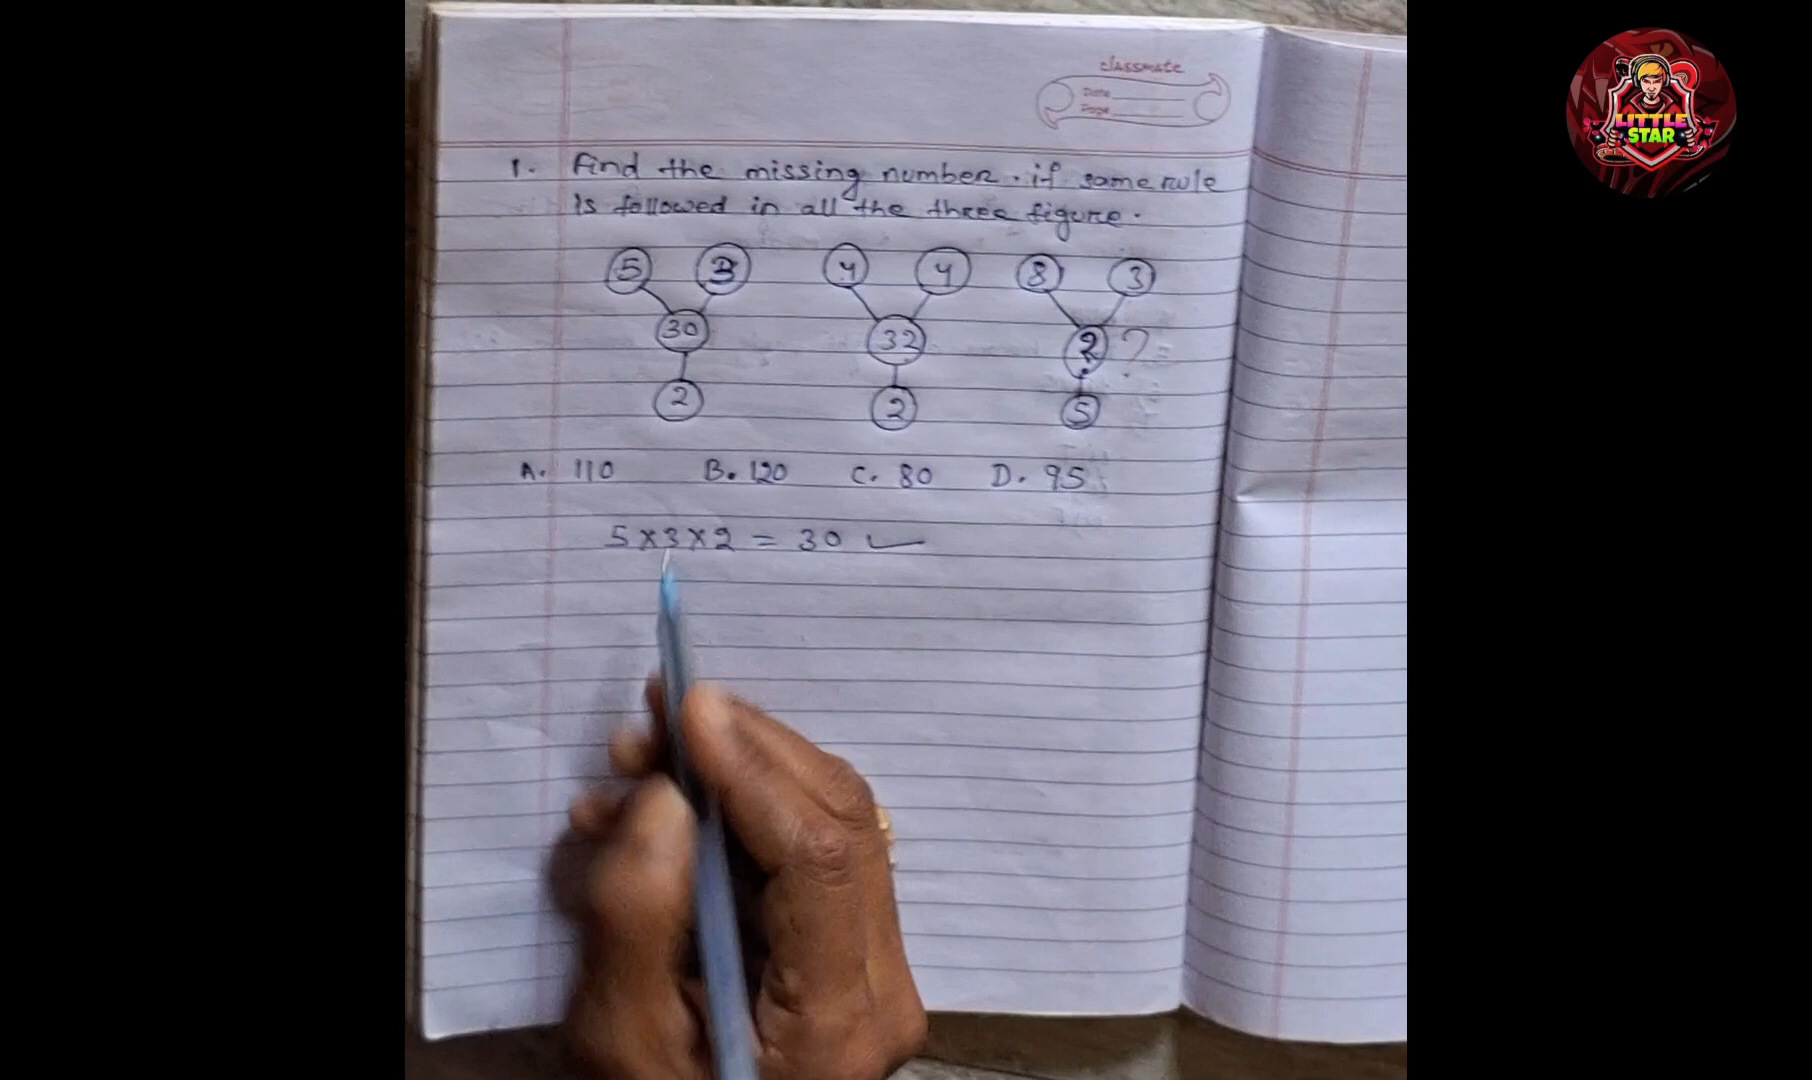 classmate
Date
Page
LITTLE
STAR
1. Find the missing number. if same rule
is followed in all the three figure.
5 3 4 4 8 3
30 32 ? ?
2 2 5
A. 110 B. 120 C. 80 D. 95
5 × 3 × 2 = 30 ✓